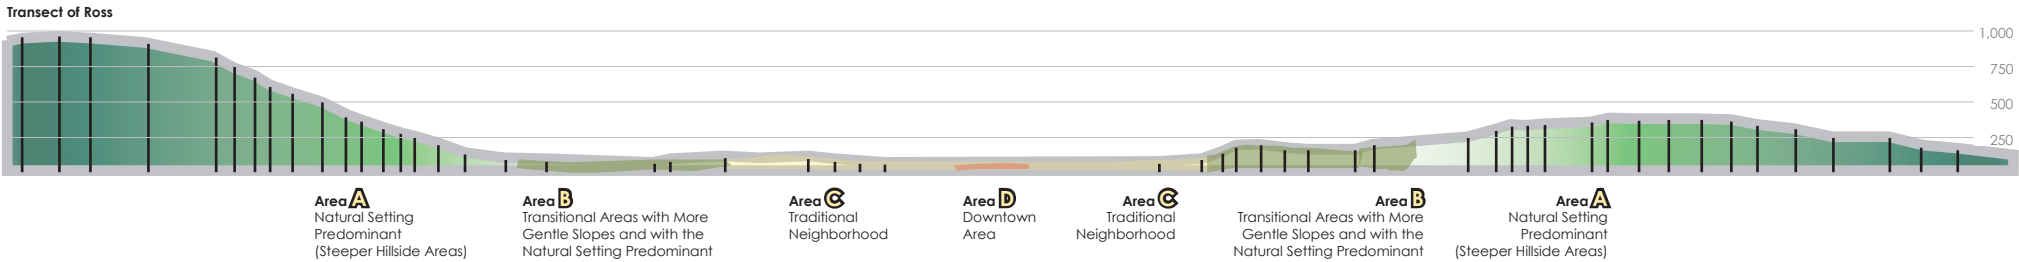 Transect of Ross
1,000
750
500
250
Area A
Natural Setting
Predominant
(Steeper Hillside Areas)
Area B
Transitional Areas with More
Gentle Slopes and with the
Natural Setting Predominant
Area C
Traditional
Neighborhood
Area D
Downtown
Area
Area C
Traditional
Neighborhood
Area B
Transitional Areas with More
Gentle Slopes and with the
Natural Setting Predominant
Area A
Natural Setting
Predominant
(Steeper Hillside Areas)